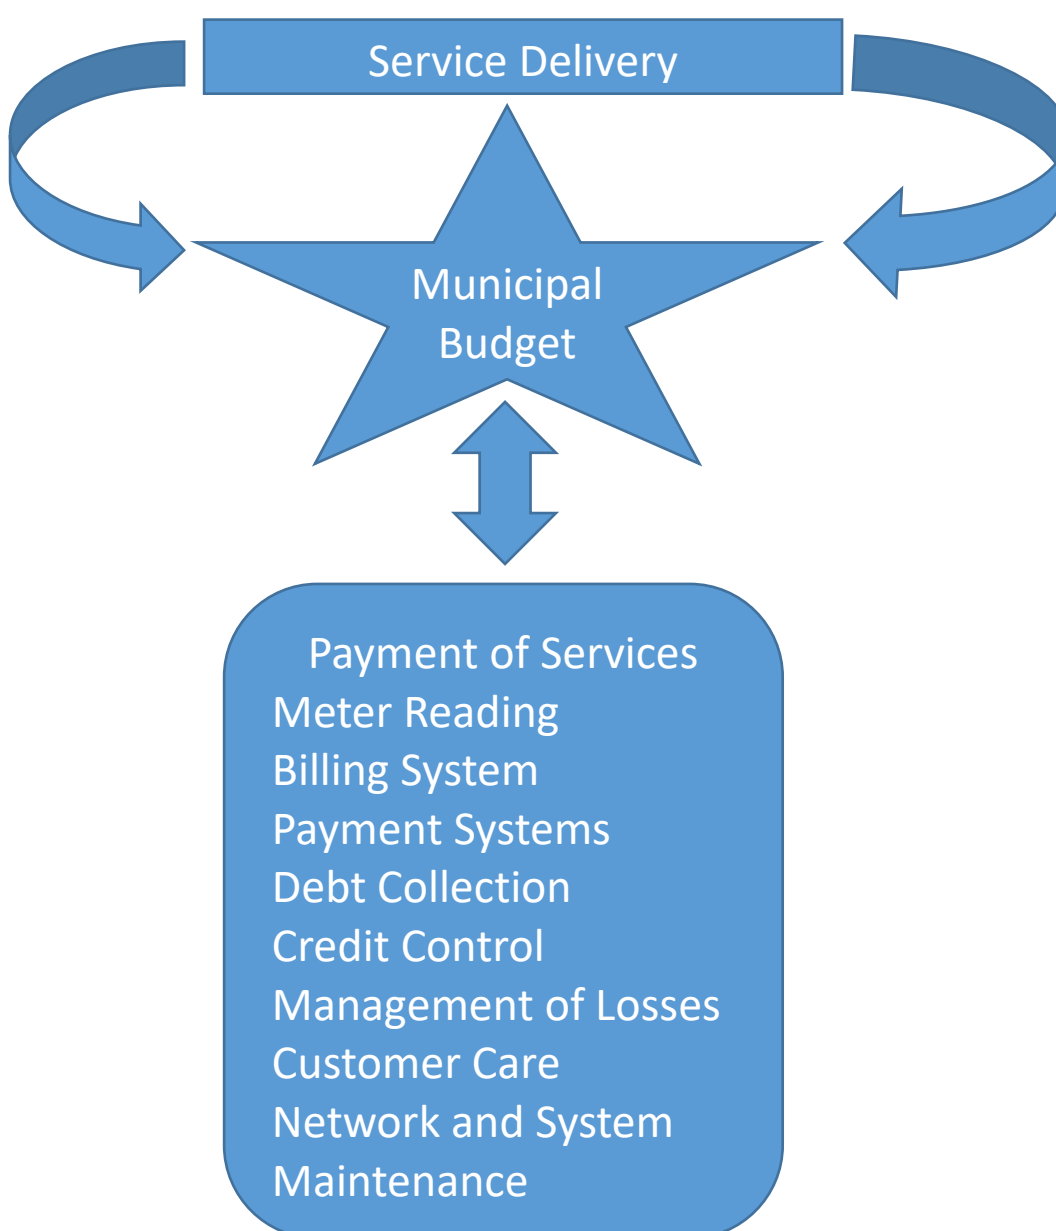 Service Delivery
Municipal
Budget
Payment of Services
Meter Reading
Billing System
Payment Systems
Debt Collection
Credit Control
Management of Losses
Customer Care
Network and System
Maintenance